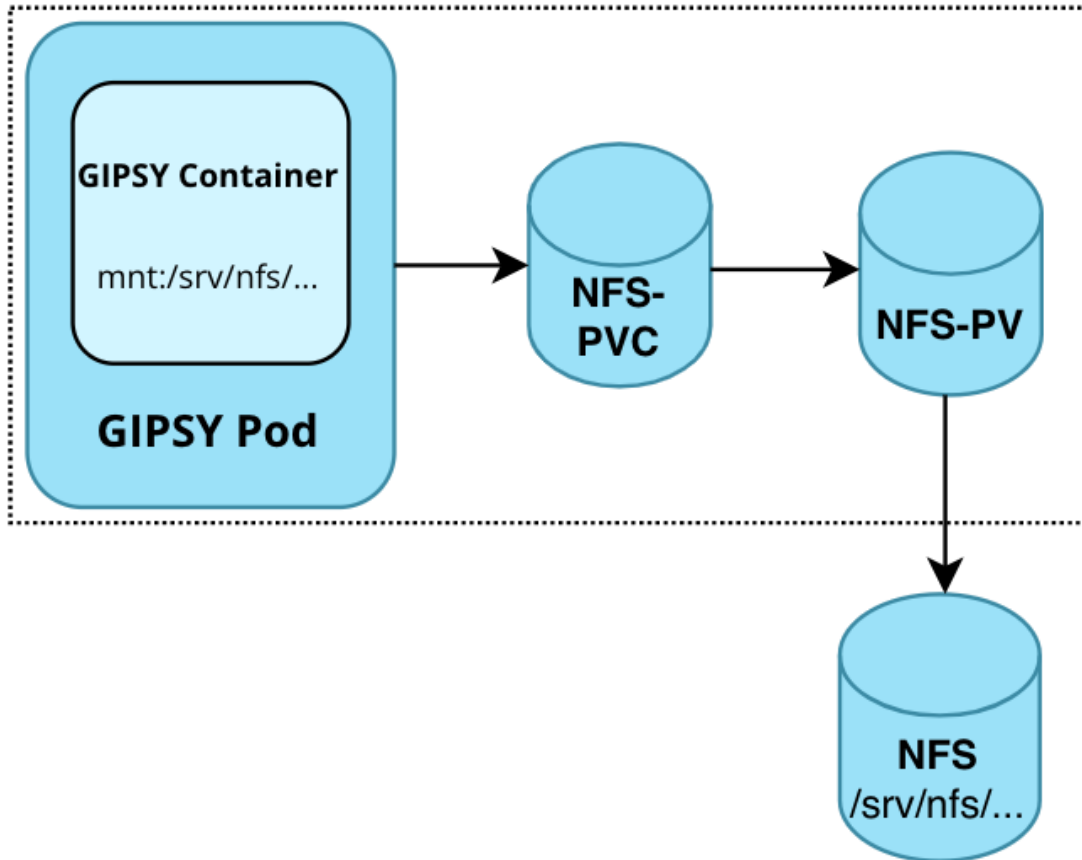 GIPSY Container
mnt:/srv/nfs/...
GIPSY Pod
NFS-
PVC
NFS-PV
NFS
/srv/nfs/...